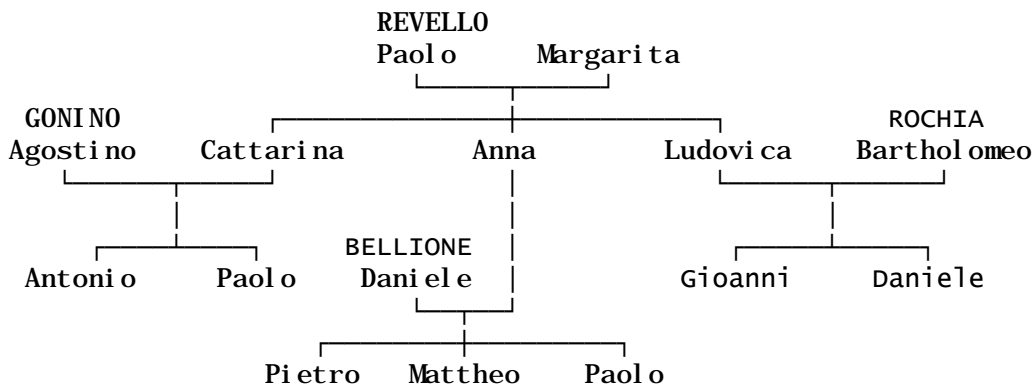 REVELLO
Paolo Margarita
GONINO ROCHIA
Agostino Cattarina Anna Ludovica Bartholomeo
BELLIONE
Antonio Paolo Daniele Gioanni Daniele
Pietro Mattheo Paolo